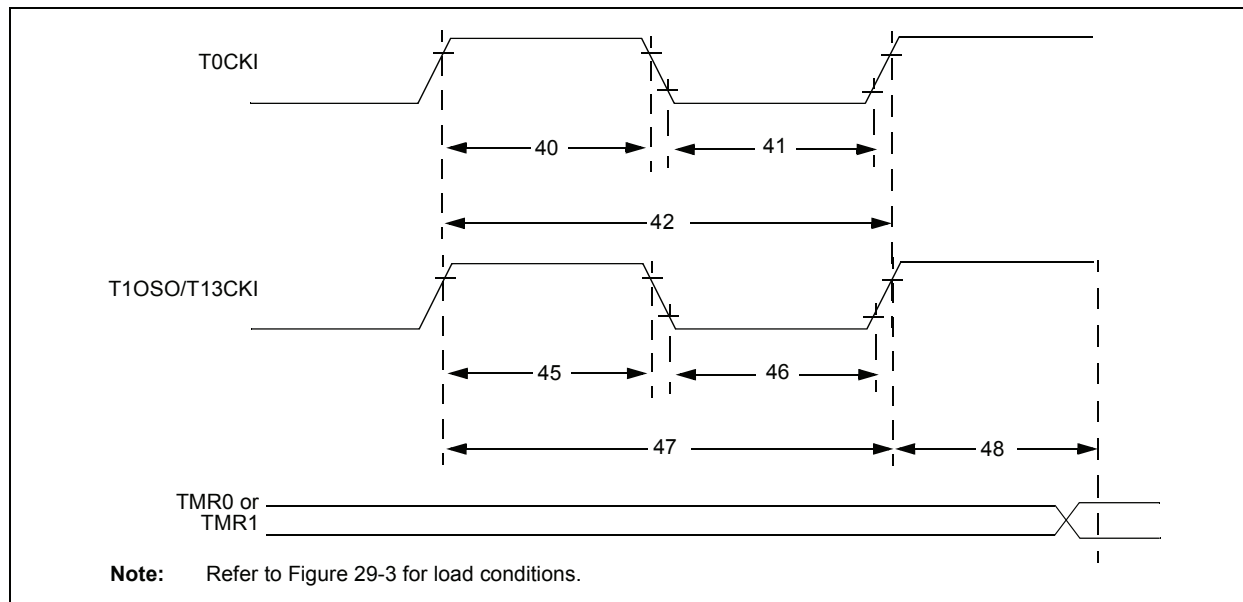 T0CKI
40
41
42
T1OSO/T13CKI
45
46
47
48
TMR0 or
TMR1
Note: Refer to Figure 29-3 for load conditions.